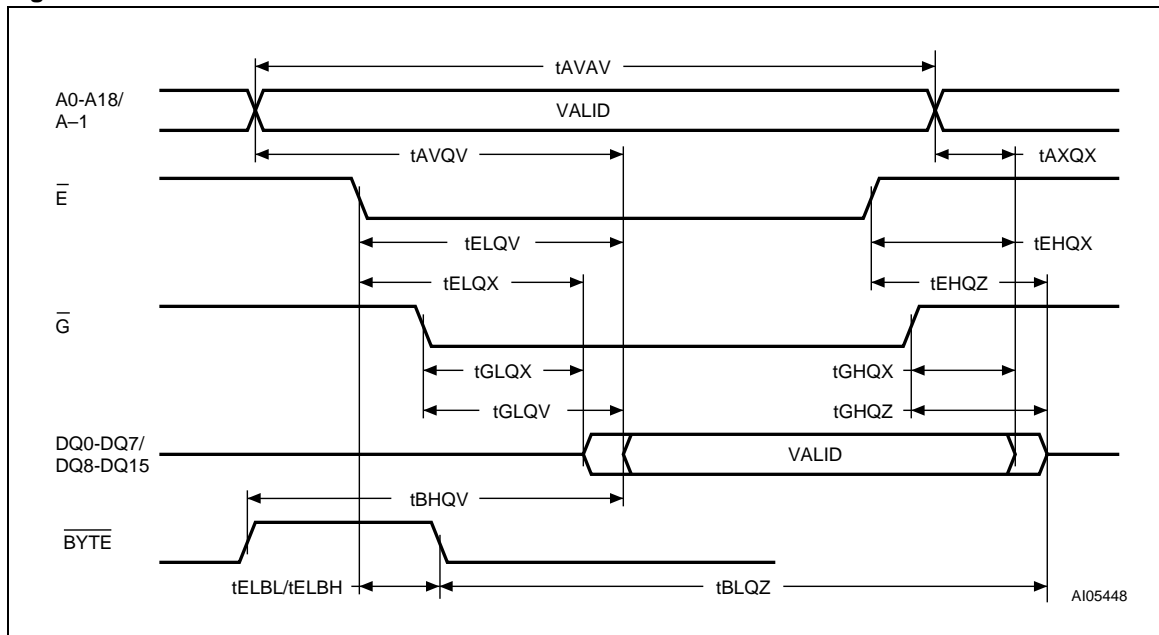 tAVAV
A0-A18/
A–1
VALID
tAVQV
tAXQX
E
tELQV
tEHQX
tELQX
tEHQZ
G
tGLQX
tGHQX
tGLQV
tGHQZ
DQ0-DQ7/
DQ8-DQ15
VALID
tBHQV
BYTE
tELBL/tELBH
tBLQZ
AI05448